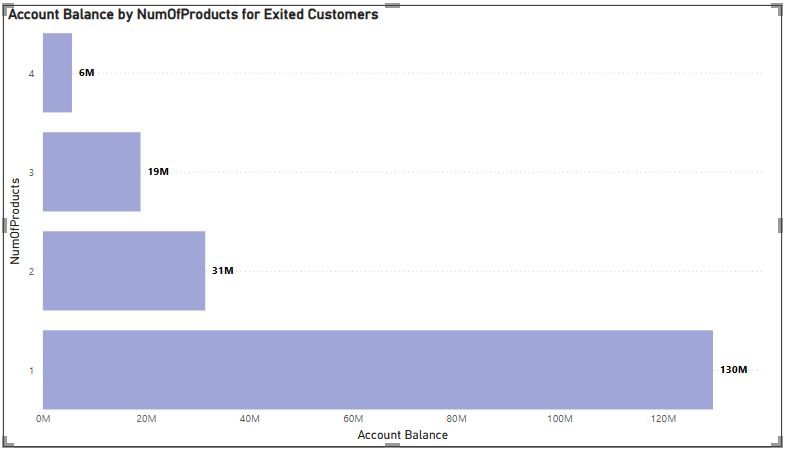 Account Balance by NumOfProducts for Exited Customers
4
6M
3
19M
NumOfProducts
2
31M
1
130M
0M 20M 40M 60M 80M 100M 120M
Account Balance